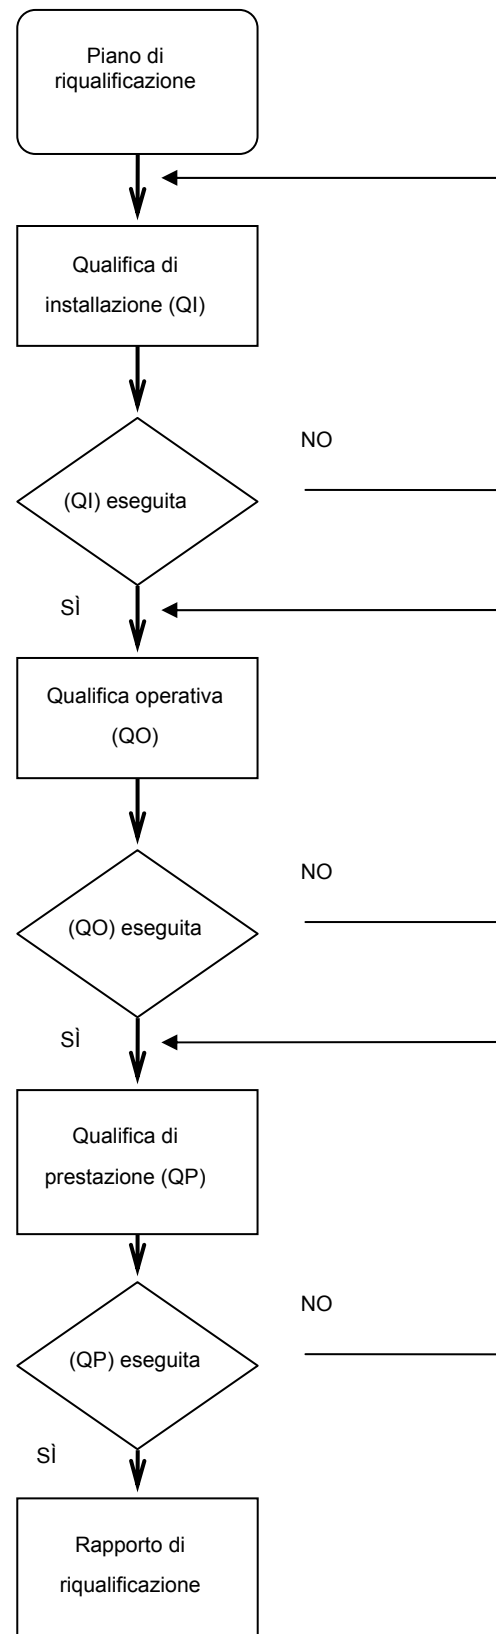 Piano di
riqualificazione
Qualifica di
installazione (QI)
NO
(QI) eseguita
SÌ
Qualifica operativa
(QO)
NO
(QO) eseguita
SÌ
Qualifica di
prestazione (QP)
NO
(QP) eseguita
SÌ
Rapporto di
riqualificazione